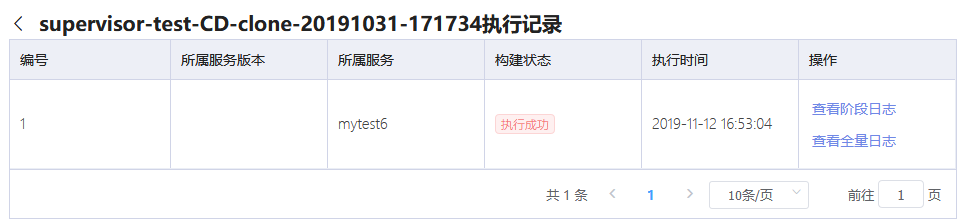 supervisor-test-CD-clone-20191031-171734执行记录
编号 所属服务版本 所属服务 构建状态 执行时间 操作
1 mytest6 执行成功 2019-11-12 16:53:04 查看阶段日志
查看全量日志
共 1 条 1 10条/页 前往 1 页